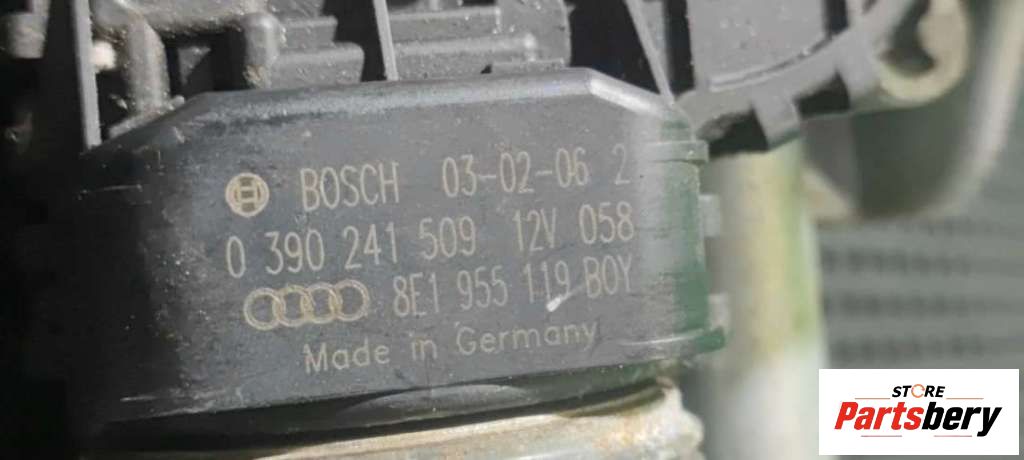 BOSCH 03-02-06 2
0 390 241 509 12V 058
8E1 955 119 BOY
Made in Germany
STORE
Partsbery